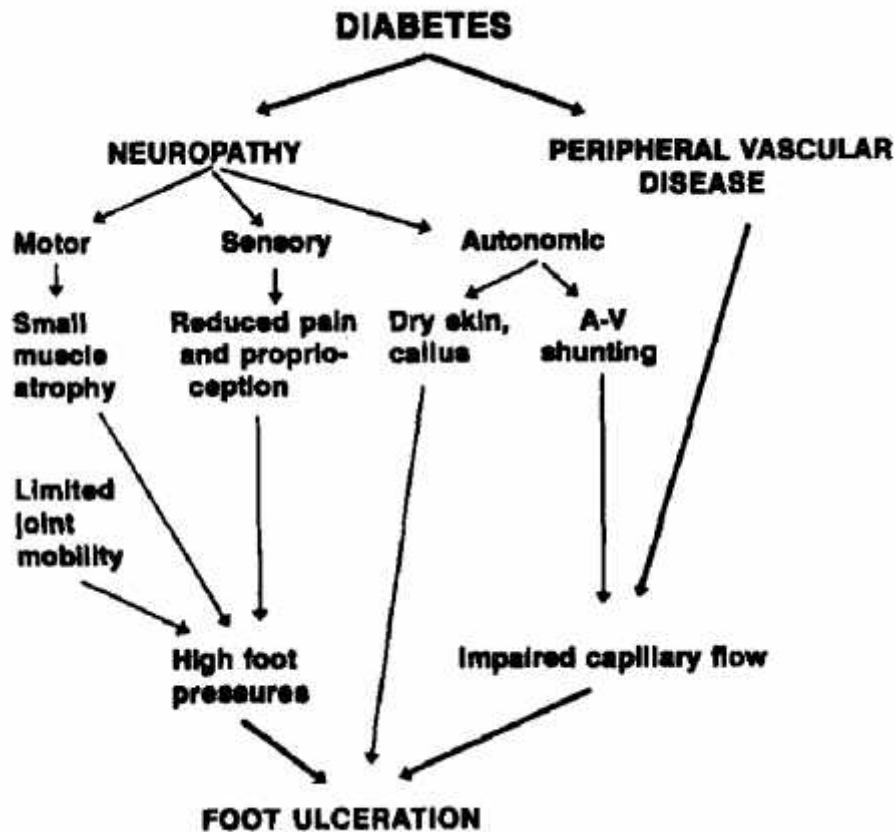 DIABETES
NEUROPATHY
PERIPHERAL VASCULAR
DISEASE
Motor
Sensory
Autonomic
Small
muscle
atrophy
Reduced pain
and proprio-
ception
Dry skin,
callus
A-V
shunting
Limited
joint
mobility
High foot
pressures
Impaired capillary flow
FOOT ULCERATION